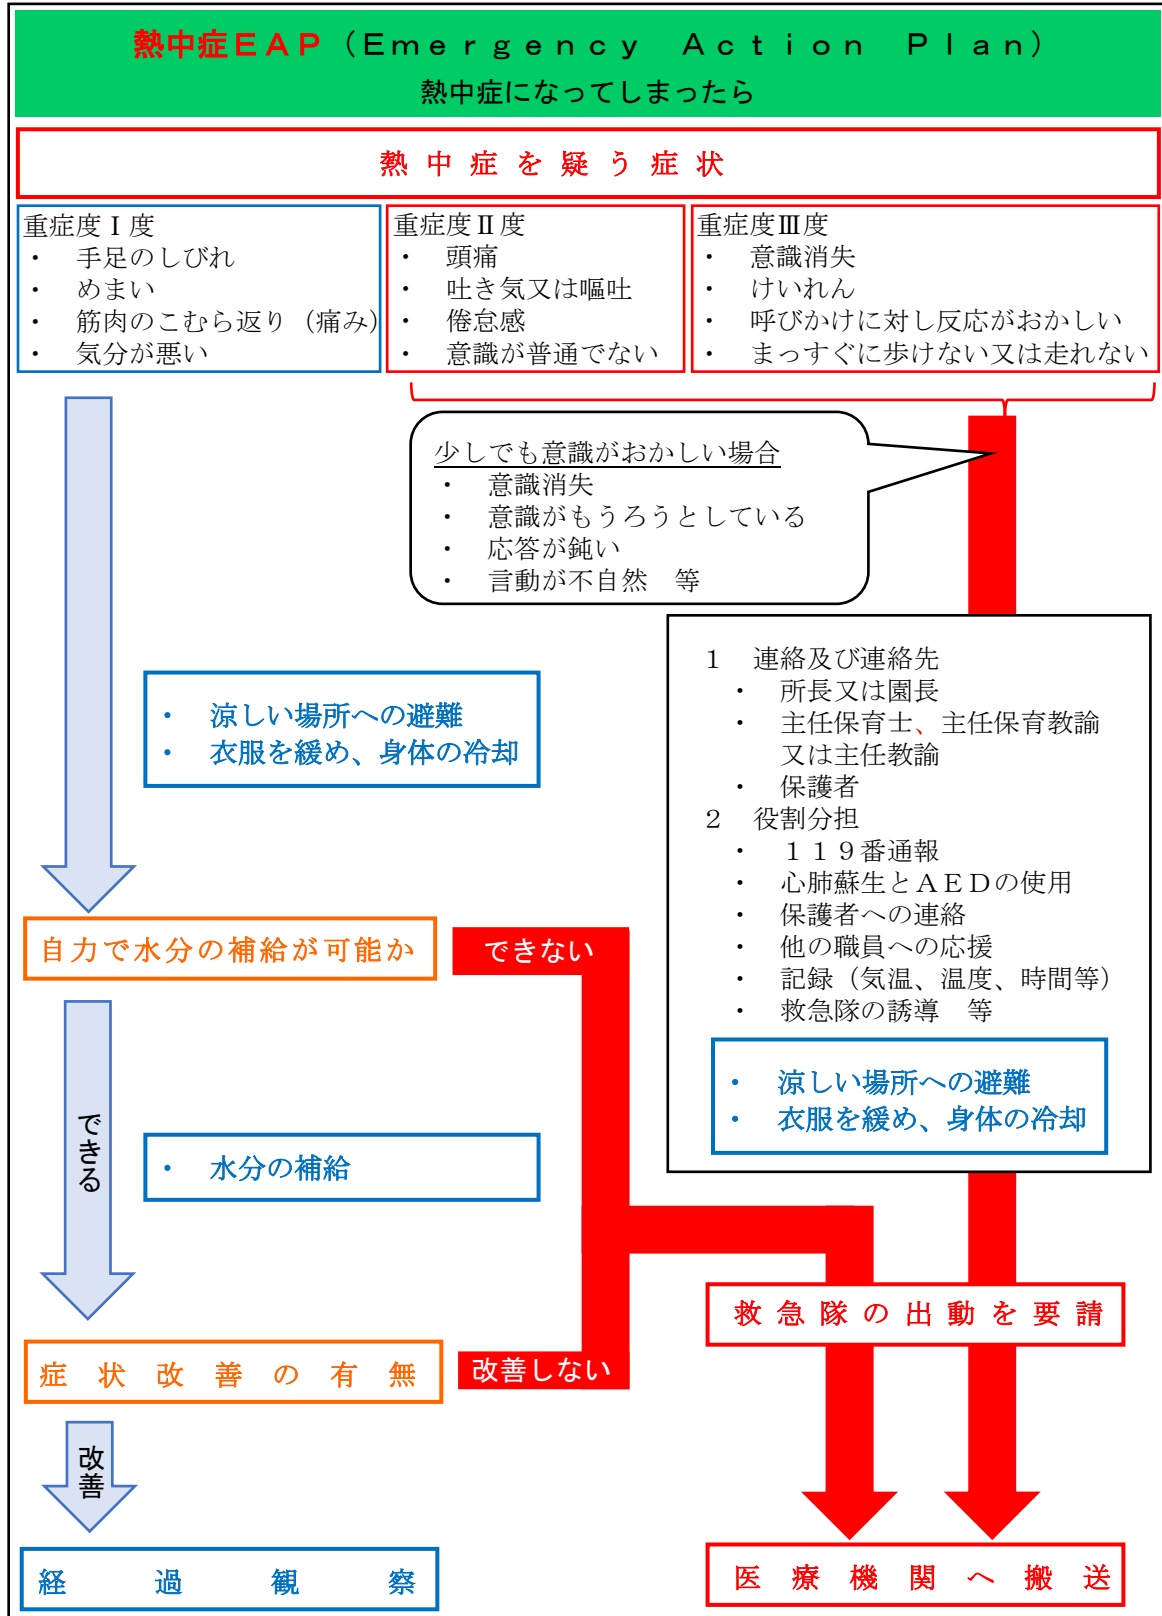 熱中症ＥＡＰ（Ｅｍｅｒｇｅｎｃｙ　Ａｃｔｉｏｎ　Ｐｌａｎ）
熱中症になってしまったら
熱中症を疑う症状
重症度Ⅰ度
・　手足のしびれ
・　めまい
・　筋肉のこむら返り（痛み）
・　気分が悪い
重症度Ⅱ度
・　頭痛
・　吐き気又は嘔吐
・　倦怠感
・　意識が普通でない
重症度Ⅲ度
・　意識消失
・　けいれん
・　呼びかけに対し反応がおかしい
・　まっすぐに歩けない又は走れない
少しでも意識がおかしい場合
・　意識消失
・　意識がもうろうとしている
・　応答が鈍い
・　言動が不自然　等
・　涼しい場所への避難
・　衣服を緩め、身体の冷却
１　連絡及び連絡先
・　所長又は園長
・　主任保育士、主任保育教諭
又は主任教諭
・　保護者
２　役割分担
・　１１９番通報
・　心肺蘇生とＡＥＤの使用
・　保護者への連絡
・　他の職員への応援
・　記録（気温、温度、時間等）
・　救急隊の誘導　等
・　涼しい場所への避難
・　衣服を緩め、身体の冷却
自力で水分の補給が可能か
できない
できる
・　水分の補給
救急隊の出動を要請
症状改善の有無
改善しない
改善
経過観察
医療機関へ搬送